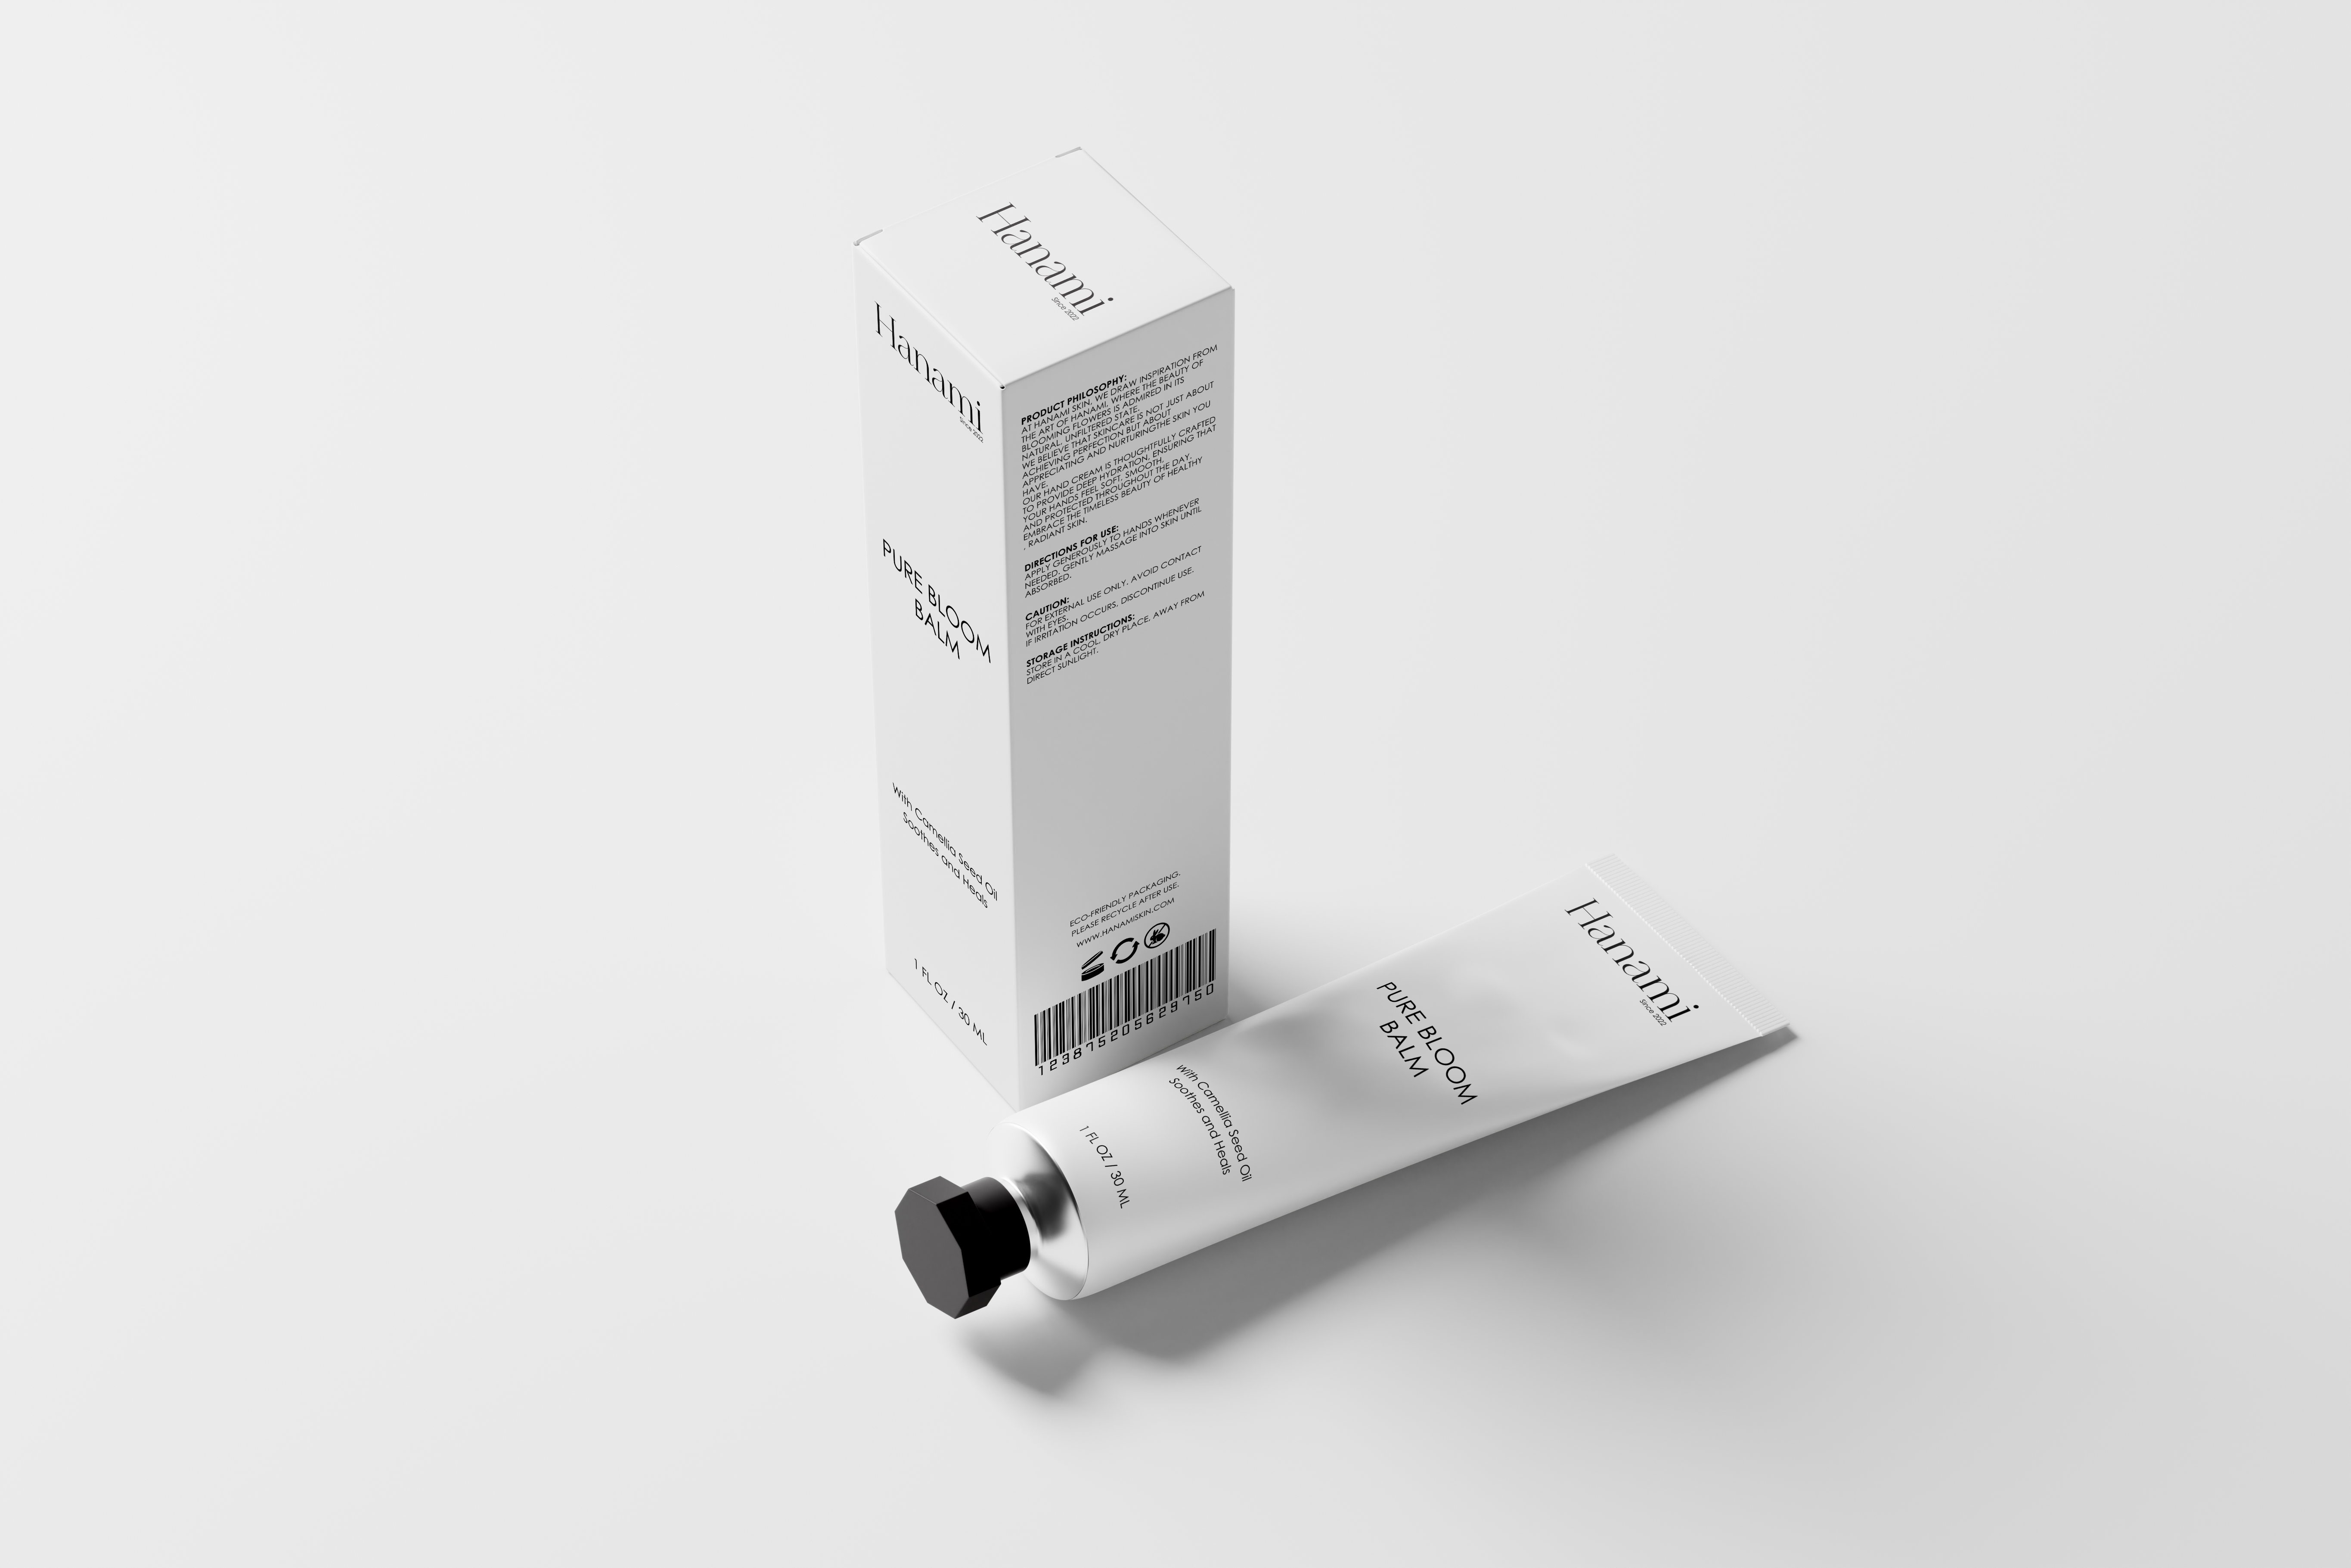 Hanami
Since 2022
Hanami
Since 2022
PURE BLOOM
BALM
With Camellia Seed Oil
Soothes and Heals
1 FL OZ / 30 ML
PRODUCT PHILOSOPHY:
AT HANAMI SKIN, WE DRAW INSPIRATION FROM
THE ART OF HANAMI, WHERE THE BEAUTY OF
BLOOMING FLOWERS IS ADMIRED IN ITS
NATURAL, UNFILTERED STATE.
WE BELIEVE THAT SKINCARE IS NOT JUST ABOUT
ACHIEVING PERFECTION BUT ABOUT
APPRECIATING AND NURTURINGTHE SKIN YOU
HAVE.
OUR HAND CREAM IS THOUGHTFULLY CRAFTED
TO PROVIDE DEEP HYDRATION, ENSURING THAT
YOUR HANDS FEEL SOFT, SMOOTH,
AND PROTECTED THROUGHOUT THE DAY.
EMBRACE THE TIMELESS BEAUTY OF HEALTHY
, RADIANT SKIN.
DIRECTIONS FOR USE:
APPLY GENEROUSLY TO HANDS WHENEVER
NEEDED. GENTLY MASSAGE INTO SKIN UNTIL
ABSORBED.
CAUTION:
FOR EXTERNAL USE ONLY. AVOID CONTACT
WITH EYES.
IF IRRITATION OCCURS, DISCONTINUE USE.
STORAGE INSTRUCTIONS:
STORE IN A COOL, DRY PLACE, AWAY FROM
DIRECT SUNLIGHT.
ECO-FRIENDLY PACKAGING.
PLEASE RECYCLE AFTER USE.
WWW.HANAMISKIN.COM
123875205629750
Hanami
Since 2022
PURE BLOOM
BALM
With Camellia Seed Oil
Soothes and Heals
1 FL OZ / 30 ML